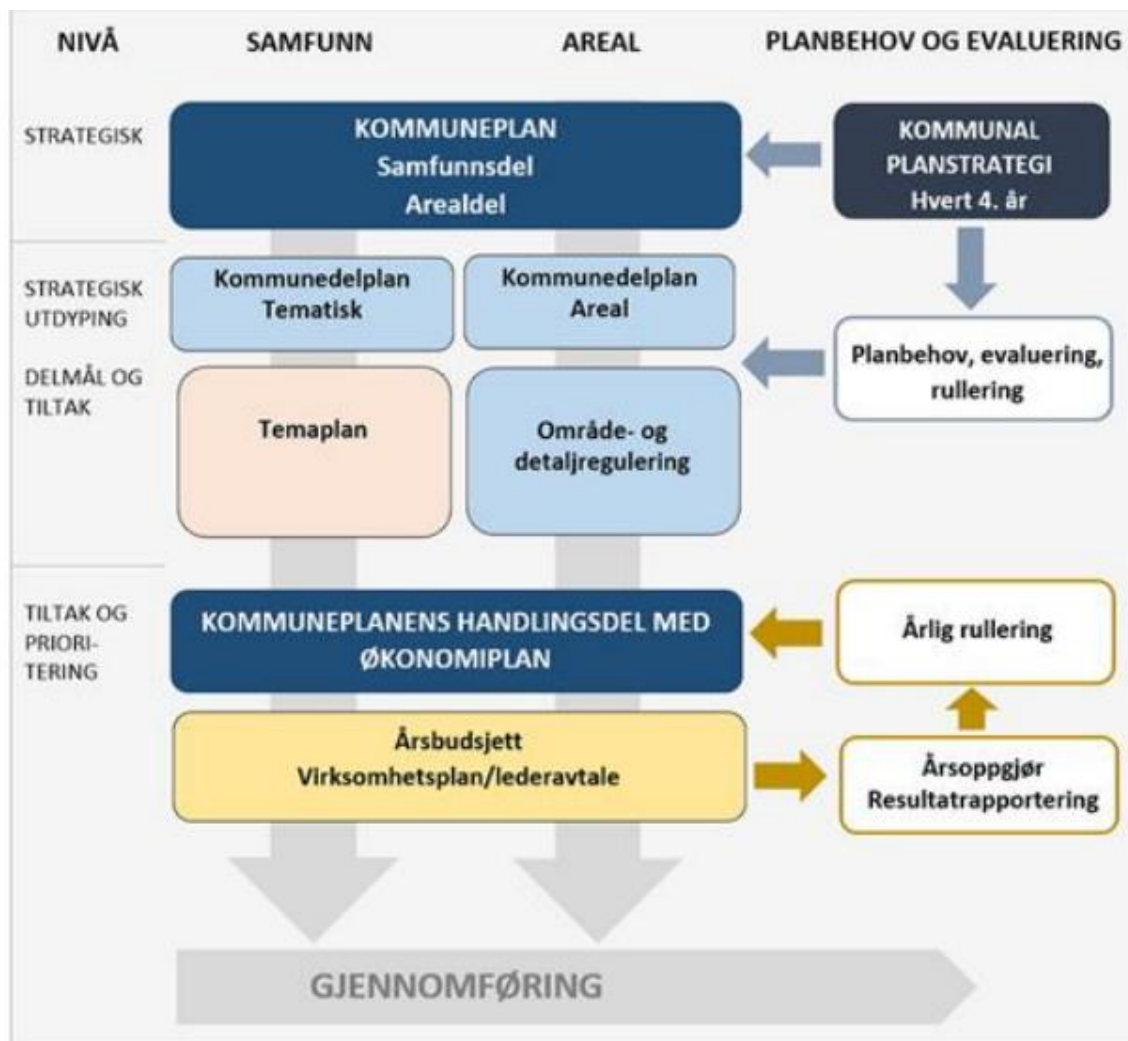 NIVÅ
SAMFUNN
AREAL
PLANBEHOV OG EVALUERING
STRATEGISK
KOMMUNEPLAN
Samfunnsdel
Arealdel
KOMMUNAL
PLANSTRATEGI
Hvert 4. år
STRATEGISK
UTDYPING
Kommunedelplan
Tematisk
Kommunedelplan
Areal
Planbehov, evaluering,
rullering
DELMÅL OG
TILTAK
Temaplan
Område- og
detaljregulering
TILTAK OG
PRIORI-
TERING
KOMMUNEPLANENS HANDLINGSDEL MED
ØKONOMIPLAN
Årlig rullering
Årsbudsjett
Virksomhetsplan/lederavtale
Årsoppgjør
Resultatrapportering
GJENNOMFØRING